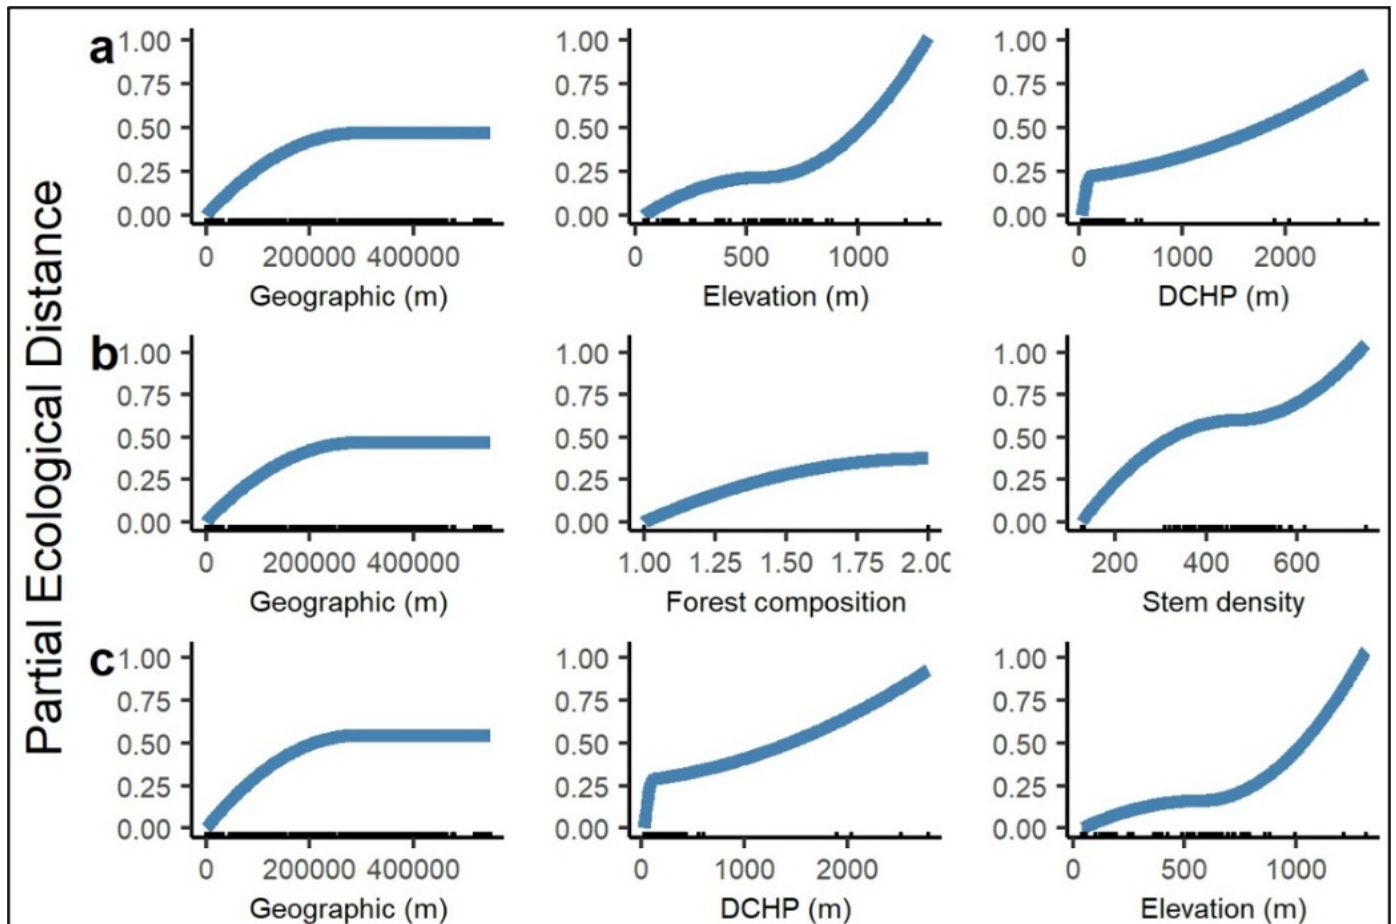 Partial Ecological Distance
a
1.00
0.75
0.50
0.25
0.00
0 200000 400000
Geographic (m)
1.00
0.75
0.50
0.25
0.00
0 500 1000
Elevation (m)
1.00
0.75
0.50
0.25
0.00
0 1000 2000
DCHP (m)
b
1.00
0.75
0.50
0.25
0.00
0 200000 400000
Geographic (m)
1.00
0.75
0.50
0.25
0.00
1.00 1.25 1.50 1.75 2.00
Forest composition
1.00
0.75
0.50
0.25
0.00
200 400 600
Stem density
c
1.00
0.75
0.50
0.25
0.00
0 200000 400000
Geographic (m)
1.00
0.75
0.50
0.25
0.00
0 1000 2000
DCHP (m)
1.00
0.75
0.50
0.25
0.00
0 500 1000
Elevation (m)